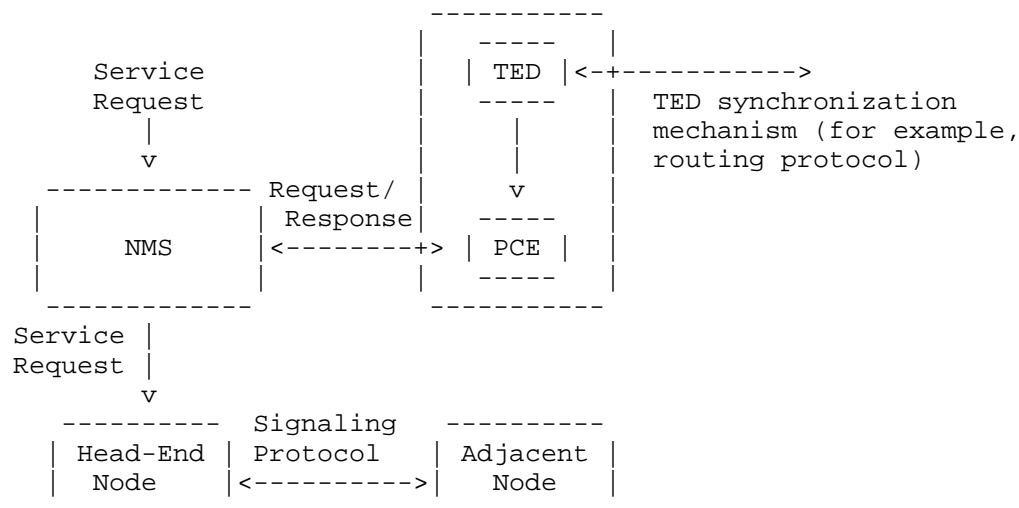 -----------
                          |   -----   |
     Service              |  | TED |<-+----------->
     Request              |   -----   |  TED synchronization
        |                 |     |     |  mechanism (for example,
        v                 |     |     |  routing protocol)
  ------------- Request/  |     v     |
 |             | Response |   -----   |
 |     NMS     |<--------+> | PCE |   |
 |             |          |   -----   |
  -------------            -----------
Service |
Request |
        v
   ----------  Signaling   ----------
  | Head-End | Protocol   | Adjacent |
  |  Node    |<---------->|  Node    |